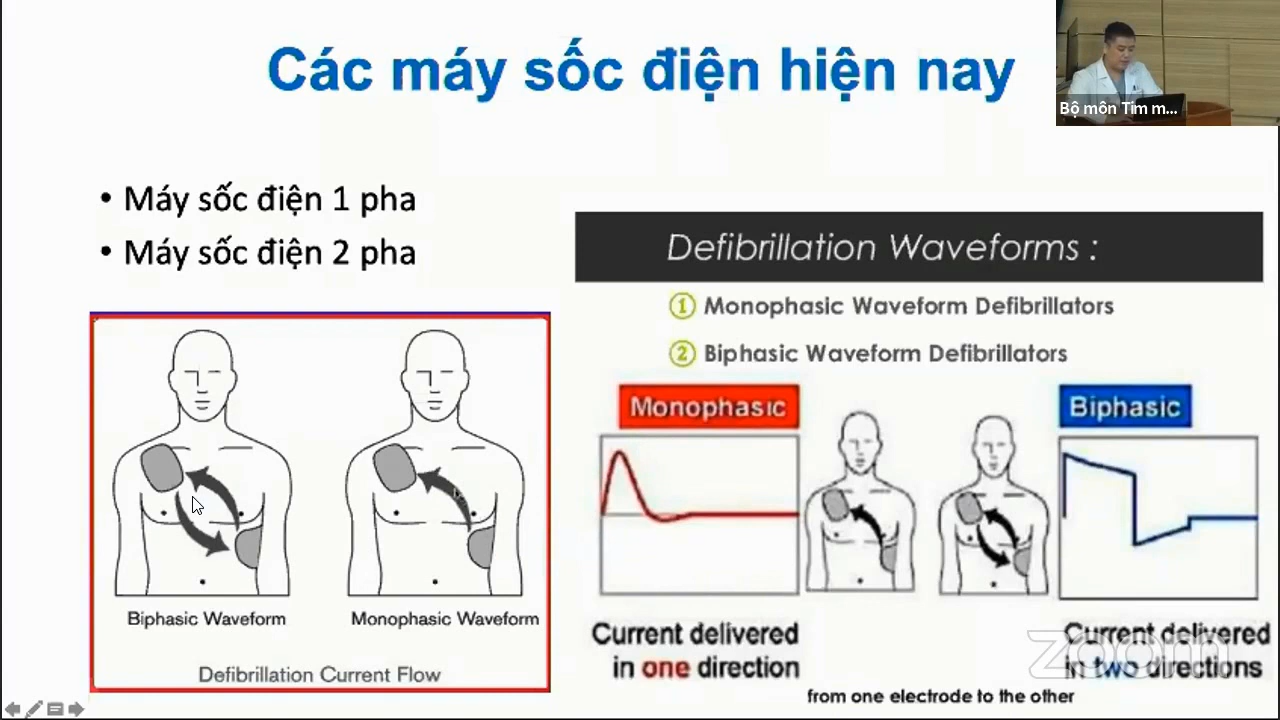 Các máy sốc điện hiện nay
Bộ môn Tim m...
• Máy sốc điện 1 pha
• Máy sốc điện 2 pha
Defibrillation Waveforms :
1 Monophasic Waveform Defibrillators
2 Biphasic Waveform Defibrillators
Monophasic
Biphasic
Biphasic Waveform
Monophasic Waveform
Defibrillation Current Flow
Current delivered
in one direction
Current delivered
in two directions
from one electrode to the other
zoom